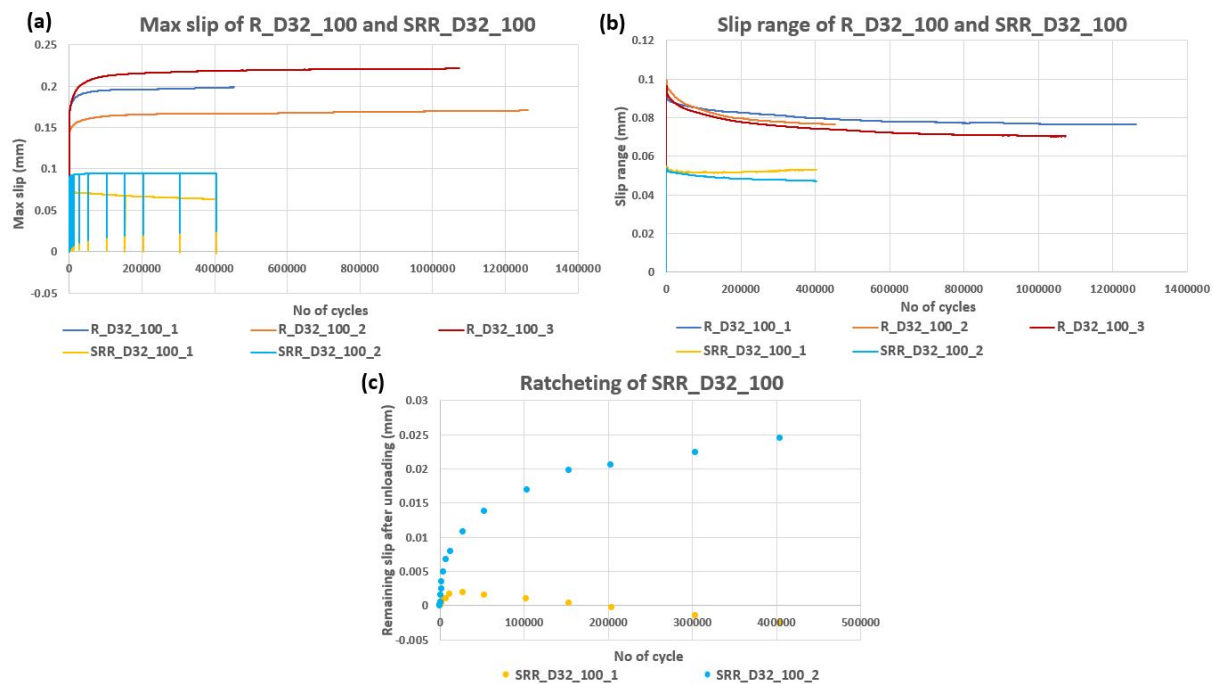 (a) Max slip of R_D32_100 and SRR_D32_100
0.25
0.2
0.15
0.1
0.05
0
-0.05
Max slip (mm)
0 200000 400000 600000 800000 1000000 1200000 1400000
No of cycles
R_D32_100_1 R_D32_100_2 R_D32_100_3
SRR_D32_100_1 SRR_D32_100_2
(b) Slip range of R_D32_100 and SRR_D32_100
0.12
0.1
0.08
0.06
0.04
0.02
0
Slip range (mm)
0 200000 400000 600000 800000 1000000 1200000 1400000
No of cycles
R_D32_100_1 R_D32_100_2 R_D32_100_3
SRR_D32_100_1 SRR_D32_100_2
(c) Ratcheting of SRR_D32_100
0.03
0.025
0.02
0.015
0.01
0.005
0
-0.005
Remaining slip after unloading (mm)
0 100000 200000 300000 400000 500000
No of cycle
SRR_D32_100_1 SRR_D32_100_2